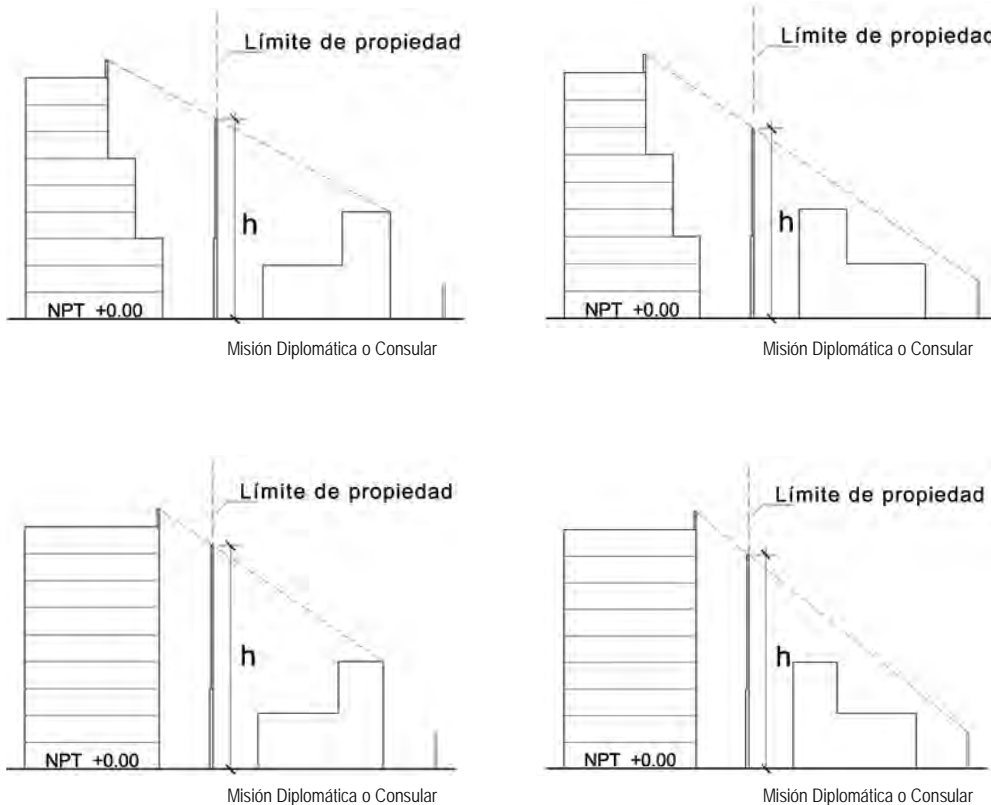 Límite de propiedad
h
NPT +0.00
Misión Diplomática o Consular
Límite de propiedad
h
NPT +0.00
Misión Diplomática o Consular
Límite de propiedad
h
NPT +0.00
Misión Diplomática o Consular
Límite de propiedad
h
NPT +0.00
Misión Diplomática o Consular